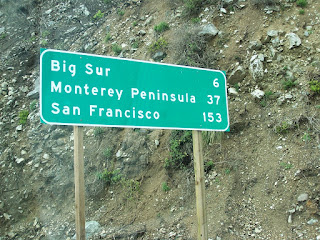 Big Sur 6
Monterey Peninsula 37
San Francisco 153